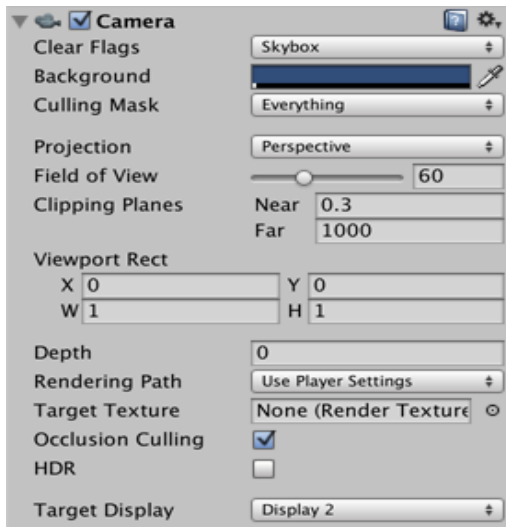 Camera
Clear Flags Skybox
Background
Culling Mask Everything
Projection Perspective
Field of View 60
Clipping Planes Near 0.3
Far 1000
Viewport Rect
X 0 Y 0
W 1 H 1
Depth 0
Rendering Path Use Player Settings
Target Texture None (Render Texture
Occlusion Culling
HDR
Target Display Display 2